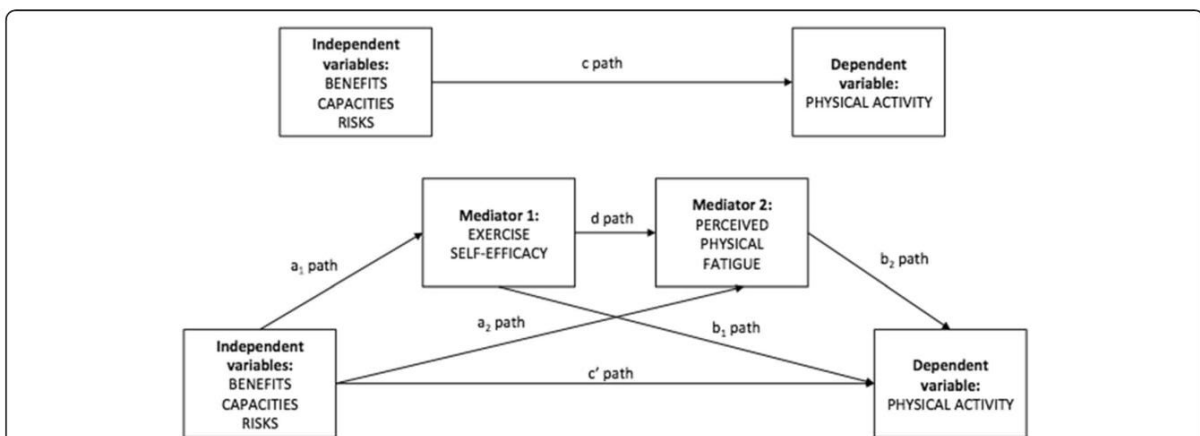 Independent
variables:
BENEFITS
CAPACITIES
RISKS
c path
Dependent
variable:
PHYSICAL ACTIVITY
Mediator 1:
EXERCISE
SELF-EFFICACY
d path
Mediator 2:
PERCEIVED
PHYSICAL
FATIGUE
a₁ path
b₂ path
a₂ path
b₁ path
Independent
variables:
BENEFITS
CAPACITIES
RISKS
c' path
Dependent
variable:
PHYSICAL ACTIVITY